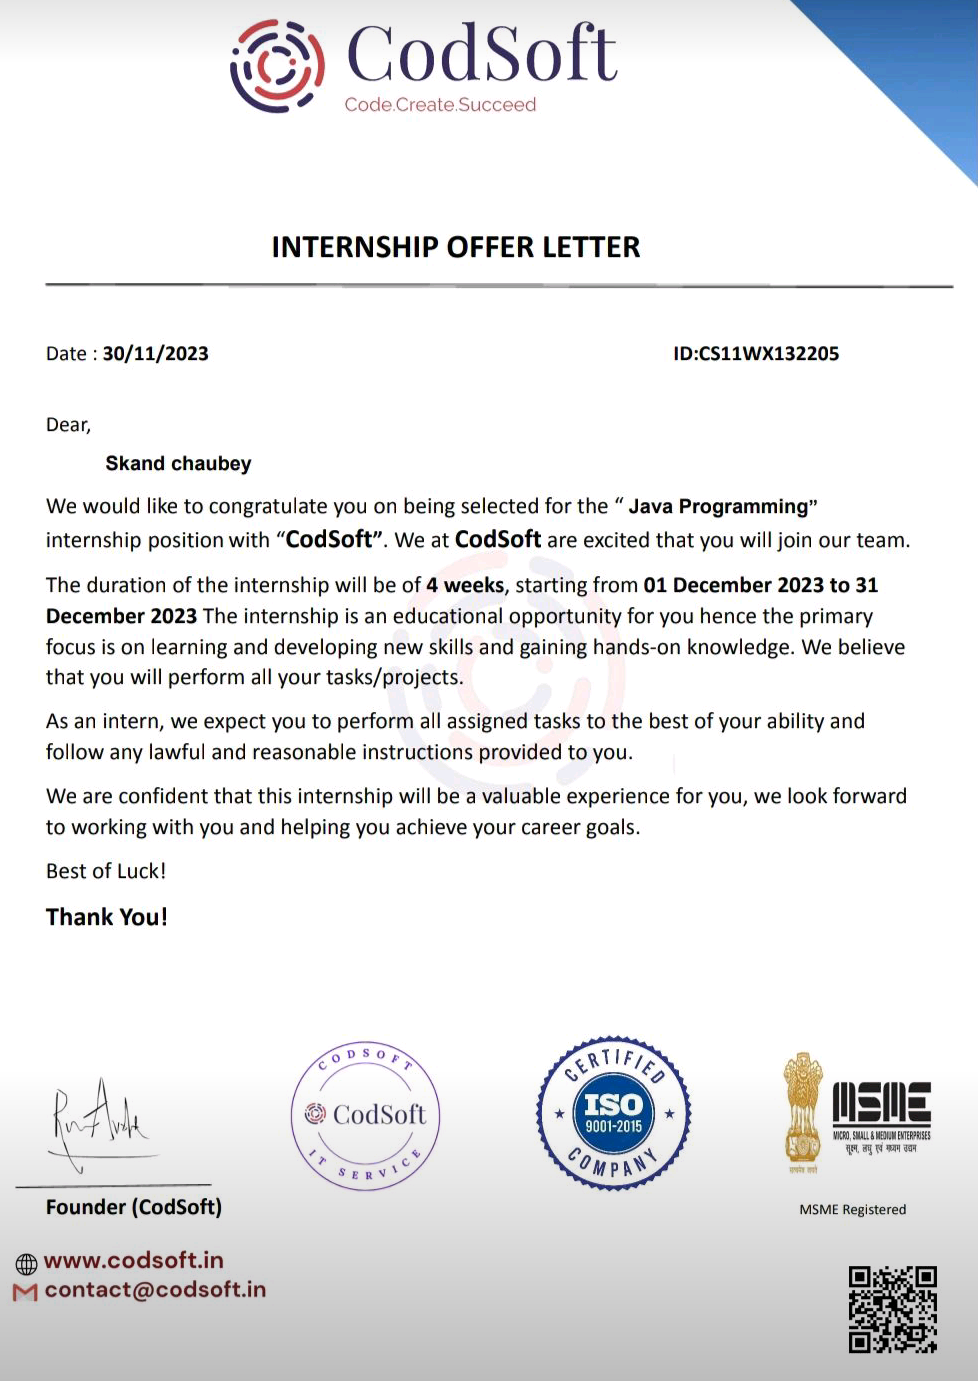 CodSoft
Code.Create.Succeed
INTERNSHIP OFFER LETTER
Date : 30/11/2023 ID:CS11WX132205
Dear,
Skand chaubey
We would like to congratulate you on being selected for the “ Java Programming”
internship position with “CodSoft”. We at CodSoft are excited that you will join our team.
The duration of the internship will be of 4 weeks, starting from 01 December 2023 to 31
December 2023 The internship is an educational opportunity for you hence the primary
focus is on learning and developing new skills and gaining hands-on knowledge. We believe
that you will perform all your tasks/projects.
As an intern, we expect you to perform all assigned tasks to the best of your ability and
follow any lawful and reasonable instructions provided to you.
We are confident that this internship will be a valuable experience for you, we look forward
to working with you and helping you achieve your career goals.
Best of Luck!
Thank You!
CODSOFT
CodSoft
IT SERVICE
CERTIFIED
ISO
9001-2015
COMPANY
सत्यमेव जयते
MSME
MICRO, SMALL & MEDIUM ENTERPRISES
सूक्ष्म, लघु एवं मध्यम उद्यम
Founder (CodSoft)
MSME Registered
www.codsoft.in
contact@codsoft.in